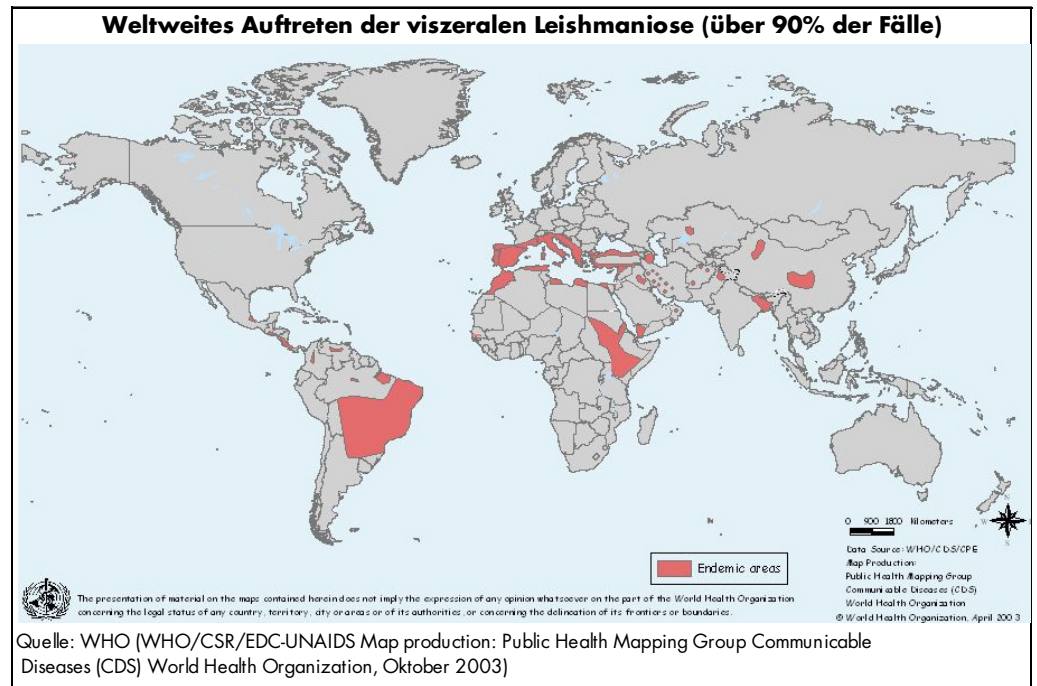 Weltweites Auftreten der viszeralen Leishmaniose (über 90% der Fälle)
0 900 1800 Kilometers
N
W
S
Data Source: WHO/CDS/CPE
Map Production:
Public Health Mapping Group
Communicable Diseases (CDS)
World Health Organization
© World Health Organization, April 2003
Endemic areas
The presentation of material on the maps contained herein does not imply the expression of any opinion whatsoever on the part of the World Health Organization
concerning the legal status of any country, territory, city or areas or of its authorities, or concerning the delineation of its frontiers or boundaries.
Quelle: WHO (WHO/CSR/EDC-UNAIDS Map production: Public Health Mapping Group Communicable
Diseases (CDS) World Health Organization, Oktober 2003)